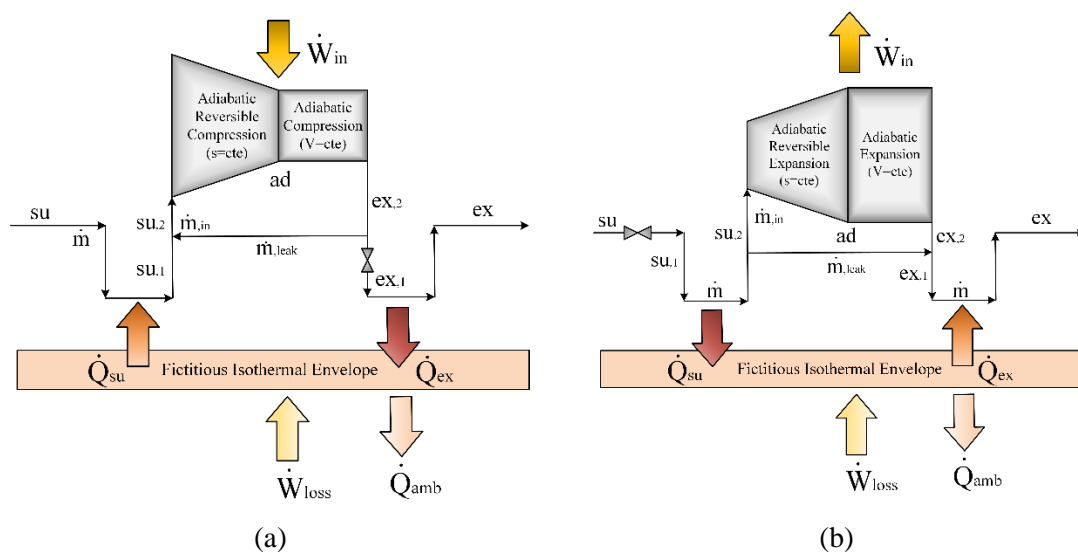 Ẇin
Adiabatic
Reversible
Compression
(s=cte)
Adiabatic
Compression
(V=cte)
ad
su
ṁ
su,2
ṁ,in
su,1
ṁ,leak
ex,2
ex,1
ex
Q̇su
Fictitious Isothermal Envelope
Q̇ex
Ẇloss
Q̇amb
(a)
Ẇin
Adiabatic
Reversible
Expansion
(s=cte)
Adiabatic
Expansion
(V=cte)
ad
su
su,1
ṁ
su,2
ṁ,in
ṁ,leak
ex,2
ex,1
ṁ
ex
Q̇su
Fictitious Isothermal Envelope
Q̇ex
Ẇloss
Q̇amb
(b)